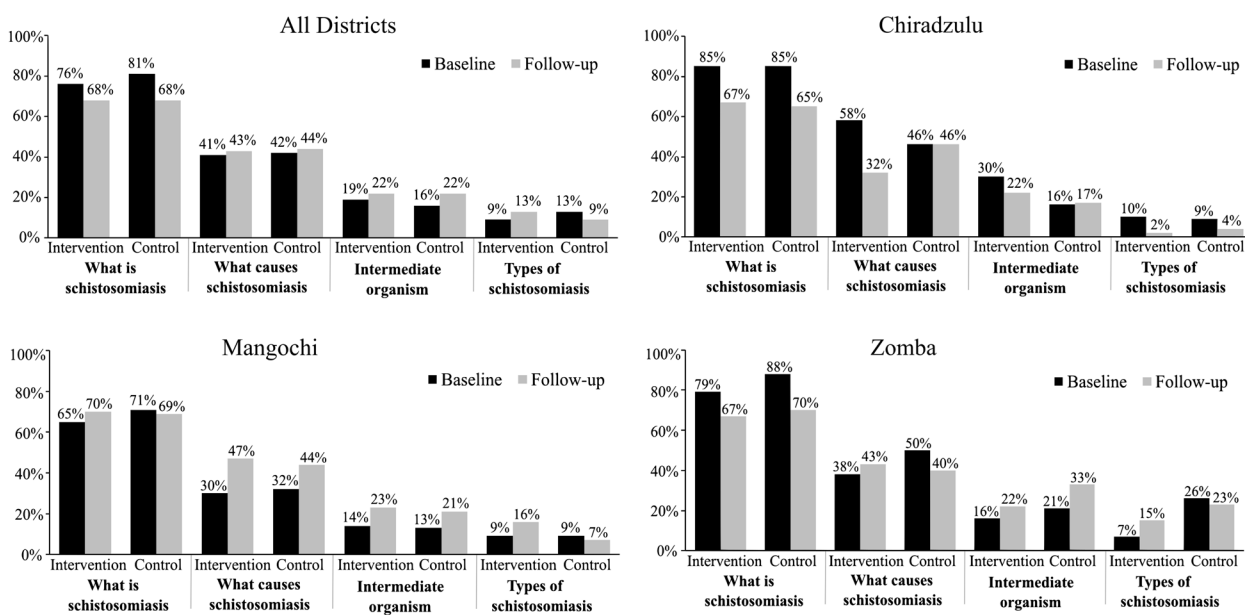 All Districts
100%
80%
60%
40%
20%
0%
Baseline Follow-up
76% 68% 81% 68% 41% 43% 42% 44% 19% 22% 16% 22% 9% 13% 13% 9%
Intervention Control Intervention Control Intervention Control Intervention Control
What is What causes Intermediate Types of
schistosomiasis schistosomiasis organism schistosomiasis
Chiradzulu
100%
80%
60%
40%
20%
0%
Baseline Follow-up
85% 67% 85% 65% 58% 32% 46% 46% 30% 22% 16% 17% 10% 2% 9% 4%
Intervention Control Intervention Control Intervention Control Intervention Control
What is What causes Intermediate Types of
schistosomiasis schistosomiasis organism schistosomiasis
Mangochi
100%
80%
60%
40%
20%
0%
Baseline Follow-up
65% 70% 71% 69% 30% 47% 32% 44% 14% 23% 13% 21% 9% 16% 9% 7%
Intervention Control Intervention Control Intervention Control Intervention Control
What is What causes Intermediate Types of
schistosomiasis schistosomiasis organism schistosomiasis
Zomba
100%
80%
60%
40%
20%
0%
Baseline Follow-up
79% 67% 88% 70% 38% 43% 50% 40% 16% 22% 21% 33% 7% 15% 26% 23%
Intervention Control Intervention Control Intervention Control Intervention Control
What is What causes Intermediate Types of
schistosomiasis schistosomiasis organism schistosomiasis